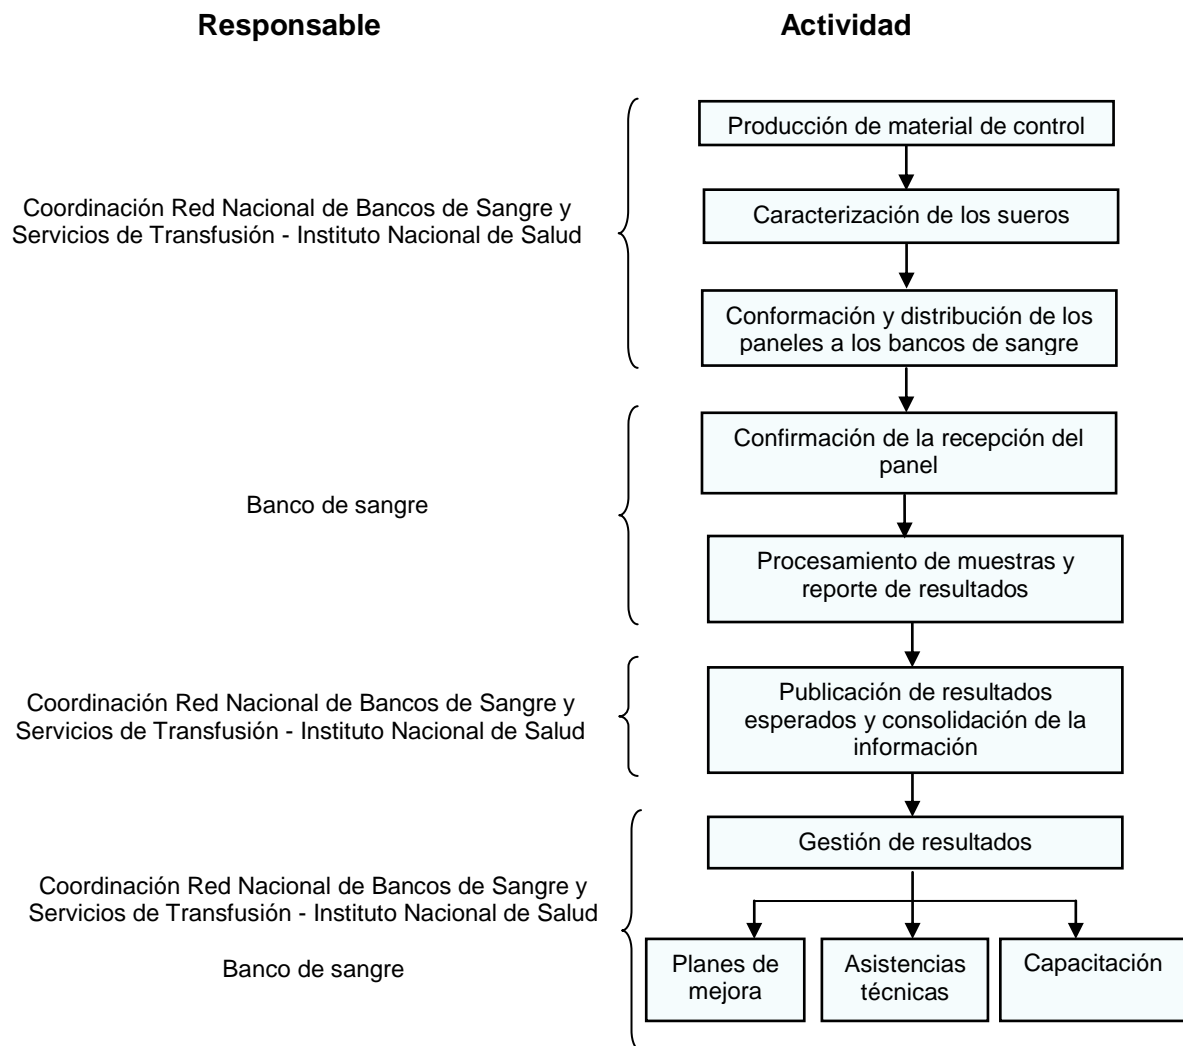 Responsable
Actividad
Producción de material de control
Coordinación Red Nacional de Bancos de Sangre y
Servicios de Transfusión - Instituto Nacional de Salud
Caracterización de los sueros
Conformación y distribución de los
paneles a los bancos de sangre
Banco de sangre
Confirmación de la recepción del
panel
Procesamiento de muestras y
reporte de resultados
Coordinación Red Nacional de Bancos de Sangre y
Servicios de Transfusión - Instituto Nacional de Salud
Publicación de resultados
esperados y consolidación de la
información
Coordinación Red Nacional de Bancos de Sangre y
Servicios de Transfusión - Instituto Nacional de Salud
Banco de sangre
Gestión de resultados
Planes de
mejora
Asistencias
técnicas
Capacitación